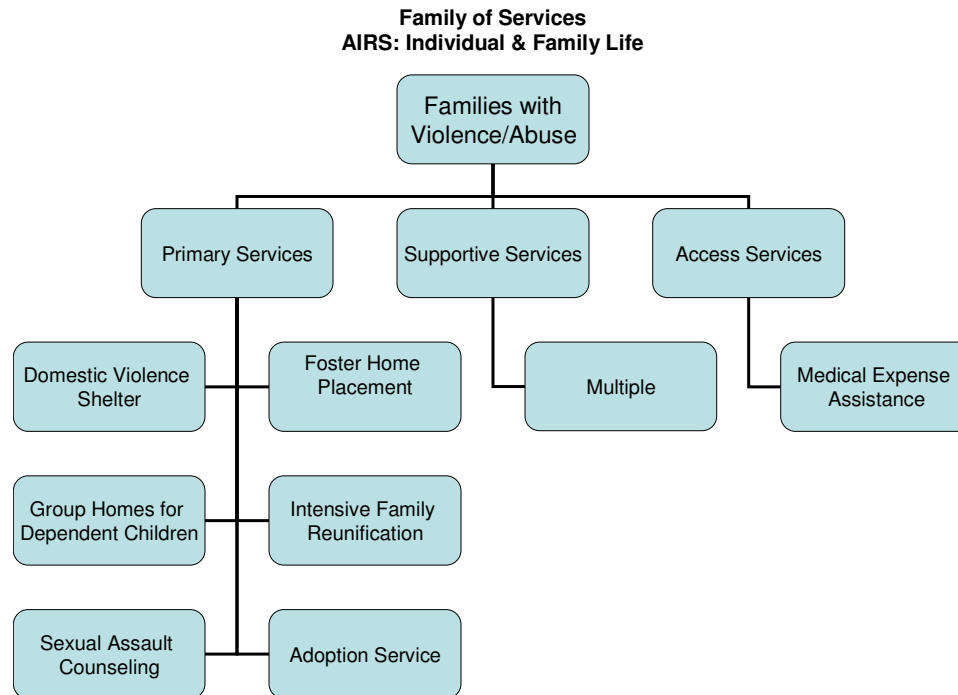 Family of Services
AIRS: Individual & Family Life
Families with
Violence/Abuse
Primary Services
Supportive Services
Access Services
Domestic Violence
Shelter
Foster Home
Placement
Multiple
Medical Expense
Assistance
Group Homes for
Dependent Children
Intensive Family
Reunification
Sexual Assault
Counseling
Adoption Service